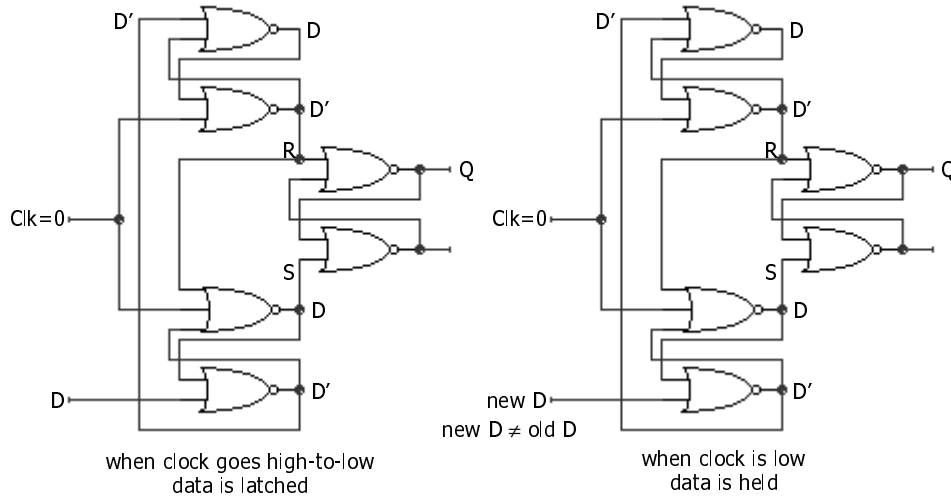 D’
D
D’
R
Q
Clk=0
S
D
D’
D
when clock goes high-to-low
data is latched
D’
D
D’
R
Q
Clk=0
S
D
D’
new D
new D ≠ old D
when clock is low
data is held